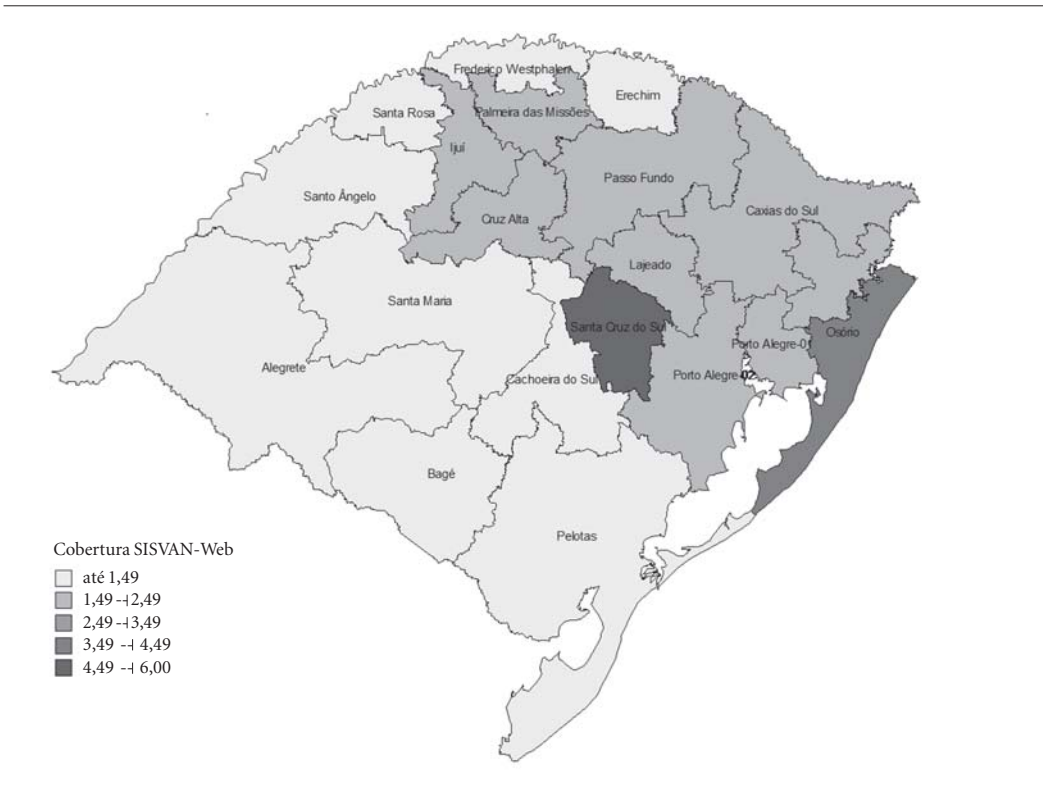 Frederico Westphalen
Erechim
Santa Rosa
Palmeira das Missões
Ijuí
Passo Fundo
Santo Ângelo
Caxias do Sul
Cruz Alta
Lajeado
Santa Maria
Santa Cruz do Sul
Osório
Porto Alegre-01
Alegrete
Cachoeira do Sul
Porto Alegre-02
Bagé
Pelotas
Cobertura SISVAN-Web
até 1,49
1,49 --| 2,49
2,49 --| 3,49
3,49 --| 4,49
4,49 --| 6,00